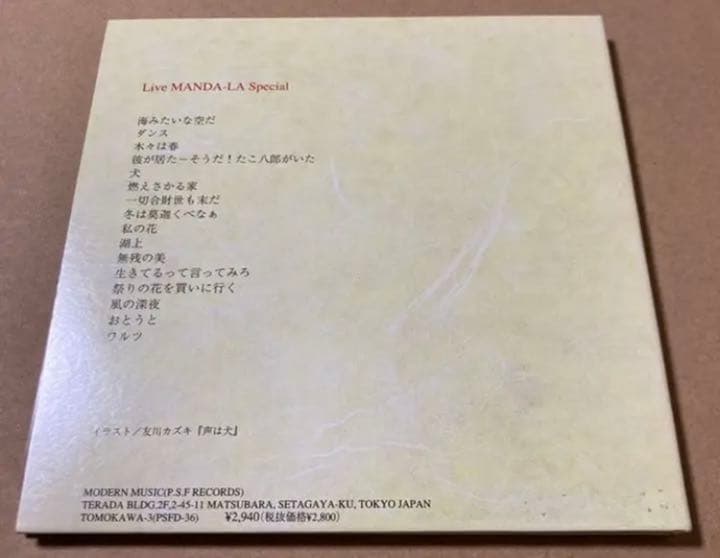 Live MANDA-LA Special
海みたいな空だ
ダンス
木々は春
彼が居た－そうだ！たこ八郎がいた
犬
燃えさかる家
一切合財世も末だ
冬は莫迦くべなぁ
私の花
湖上
無残の美
生きてるって言ってみろ
祭りの花を買いに行く
風の深夜
おとうと
ワルツ
イラスト／友川カズキ『声は犬』
MODERN MUSIC(P.S.F RECORDS)
TERADA BLDG,2F,2-45-11 MATSUBARA, SETAGAYA-KU, TOKYO JAPAN
TOMOKAWA-3(PSFD-36) ¥2,940(税抜価格¥2,800)